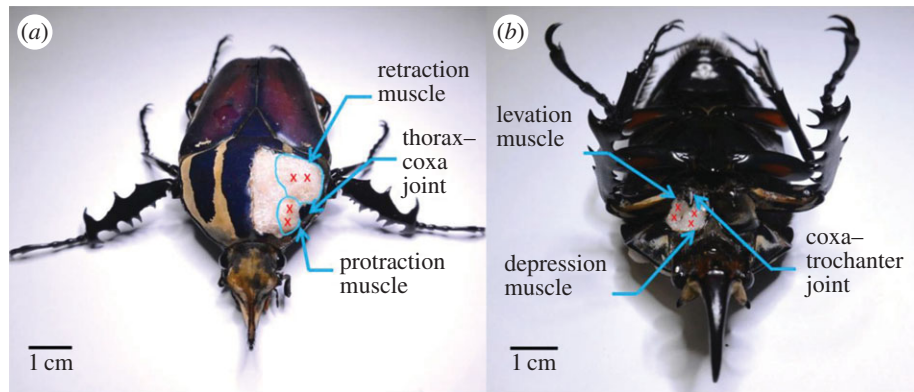 (a)
retraction
muscle
thorax–
coxa
joint
protraction
muscle
x x
x
x
1 cm
(b)
levation
muscle
depression
muscle
coxa–
trochanter
joint
x
x x
x
1 cm